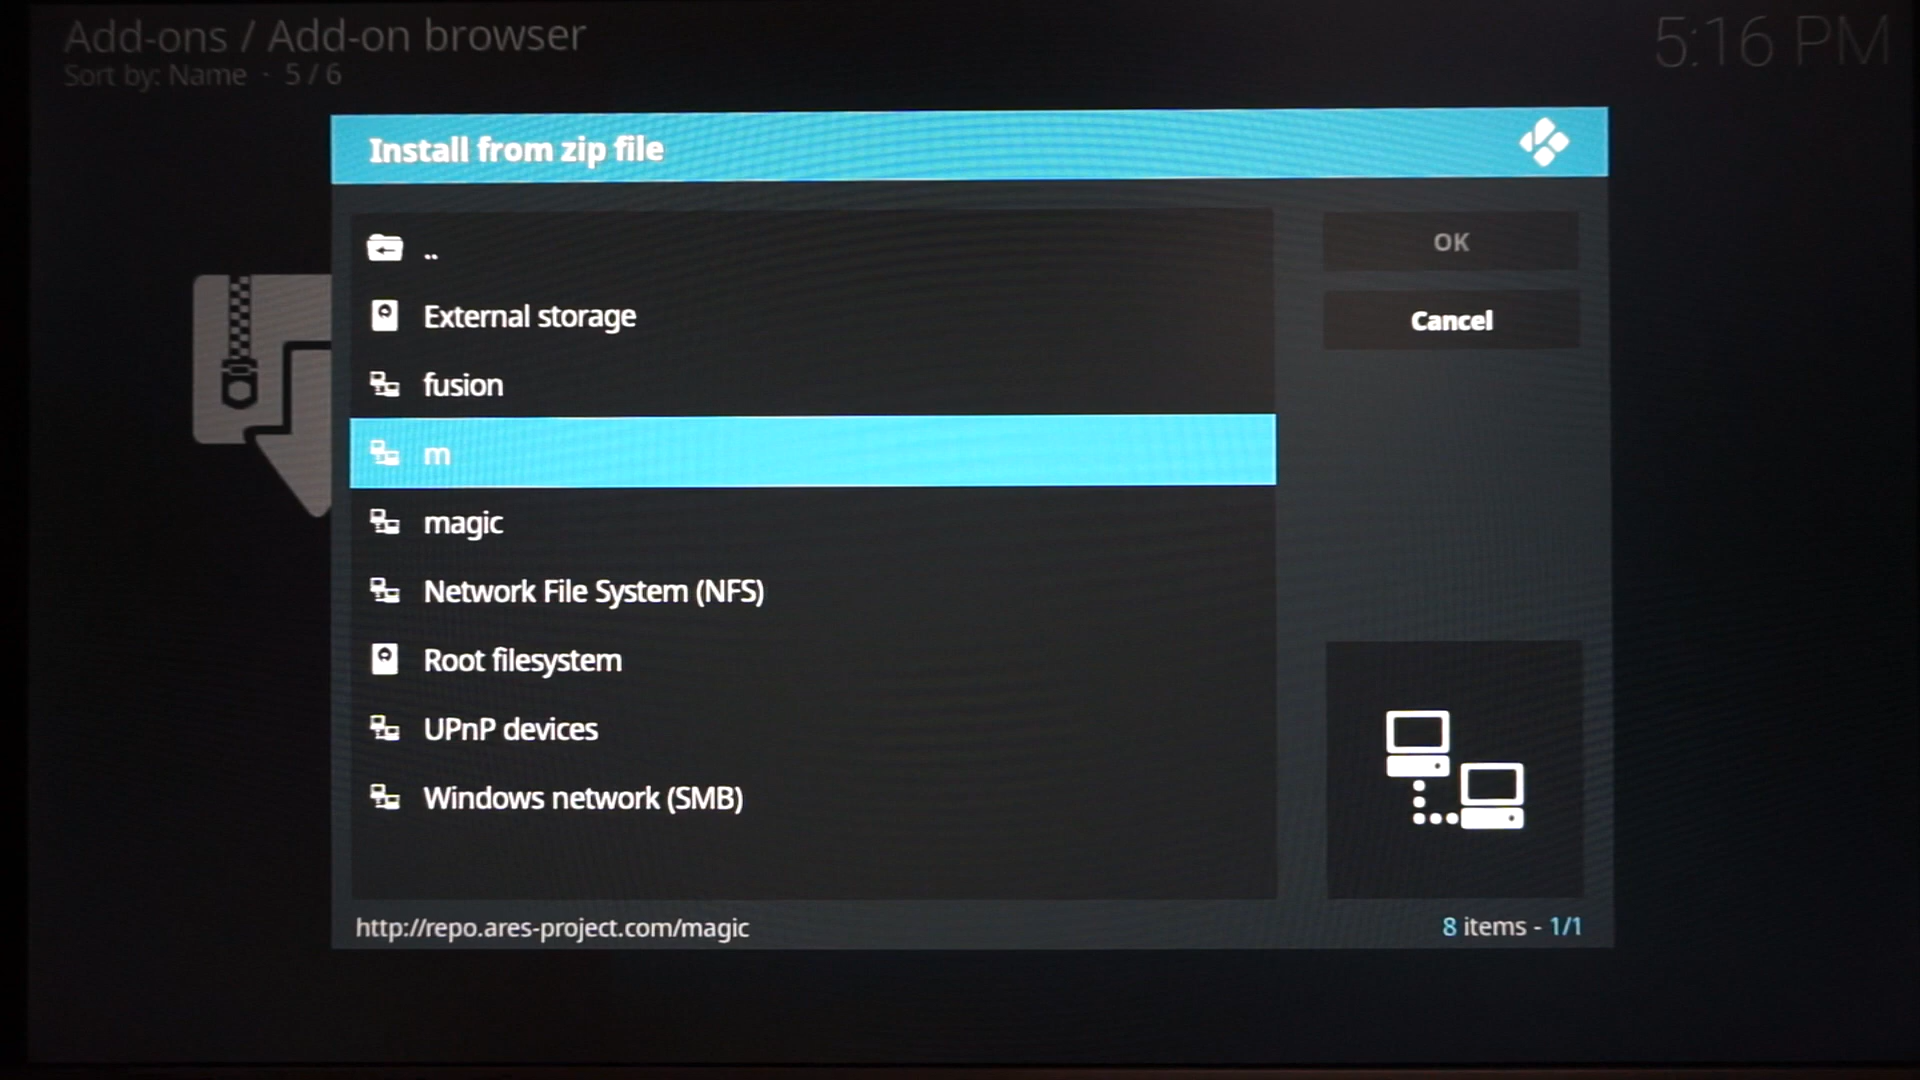 Add-ons / Add-on browser
Sort by: Name · 5 / 6
5:16 PM
Install from zip file
..
External storage
fusion
m
magic
Network File System (NFS)
Root filesystem
UPnP devices
Windows network (SMB)
OK
Cancel
http://repo.ares-project.com/magic
8 items - 1/1